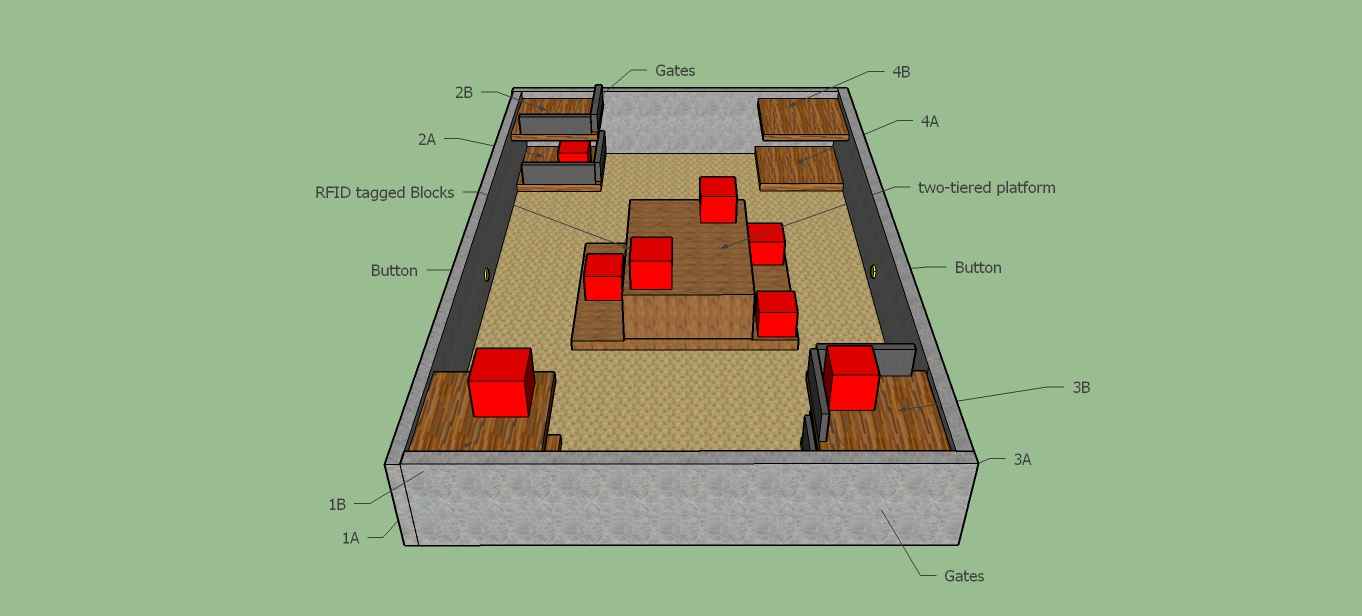 Gates
4B
2B
4A
2A
two-tiered platform
RFID tagged Blocks
Button
Button
3B
3A
1B
1A
Gates